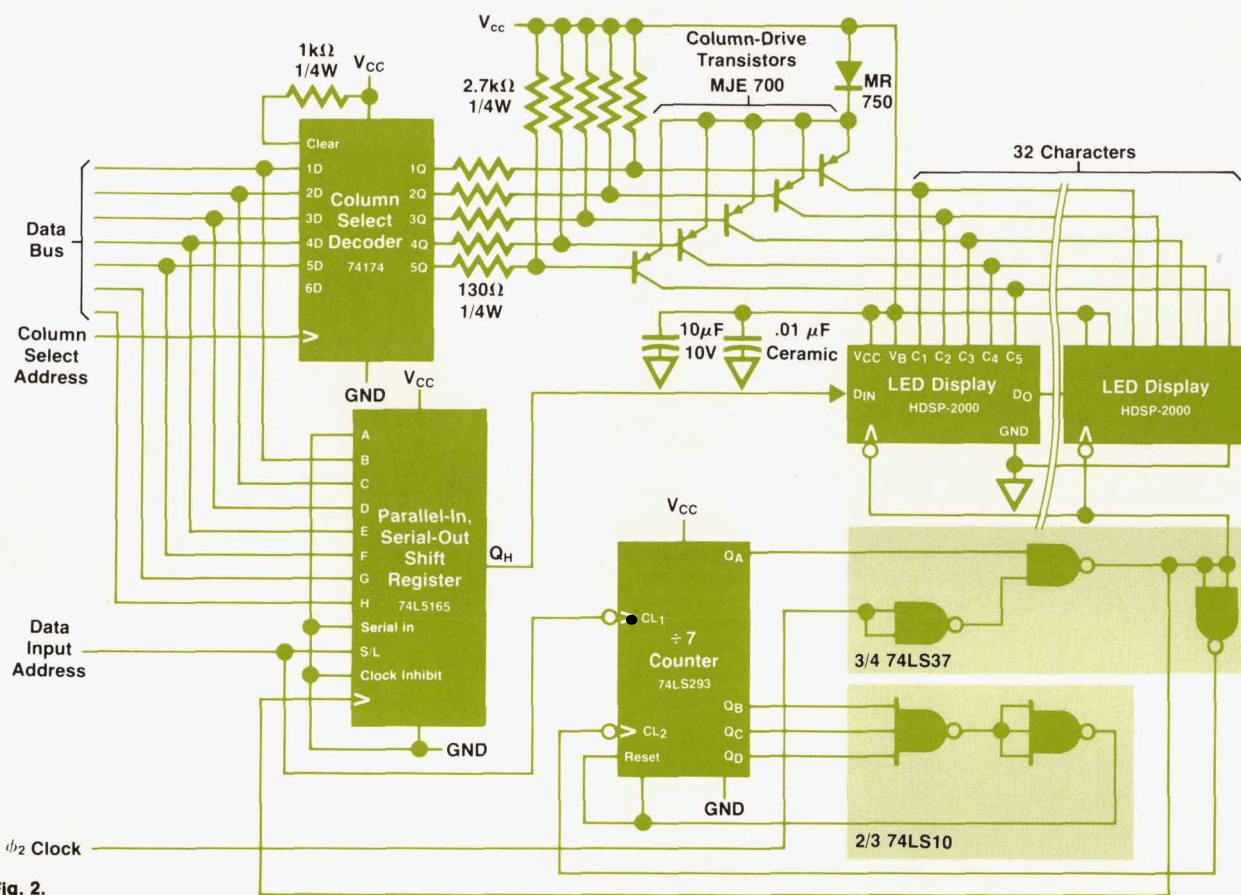 1kΩ
1/4W
VCC
Clear
1D
2D
3D
4D
5D
6D
Column
Select
Decoder
74174
1Q
2Q
3Q
4Q
5Q
GND
Data
Bus
Column
Select
Address
Vcc
2.7kΩ
1/4W
130Ω
1/4W
Column-Drive
Transistors
MJE 700
MR
750
32 Characters
10μF
10V
.01 μF
Ceramic
VCC VB C1 C2 C3 C4 C5
LED Display
HDSP-2000
DIN
DO
GND
LED Display
HDSP-2000
VCC
A
B
C
D
E
F
G
H
Serial in
S/L
Clock Inhibit
Parallel-In,
Serial-Out
Shift
Register
74L5165
QH
GND
Data
Input
Address
VCC
QA
CL1
÷7
Counter
74LS293
QB
QC
QD
CL2
Reset
GND
3/4 74LS37
2/3 74LS10
ϕ2 Clock
Fig. 2.